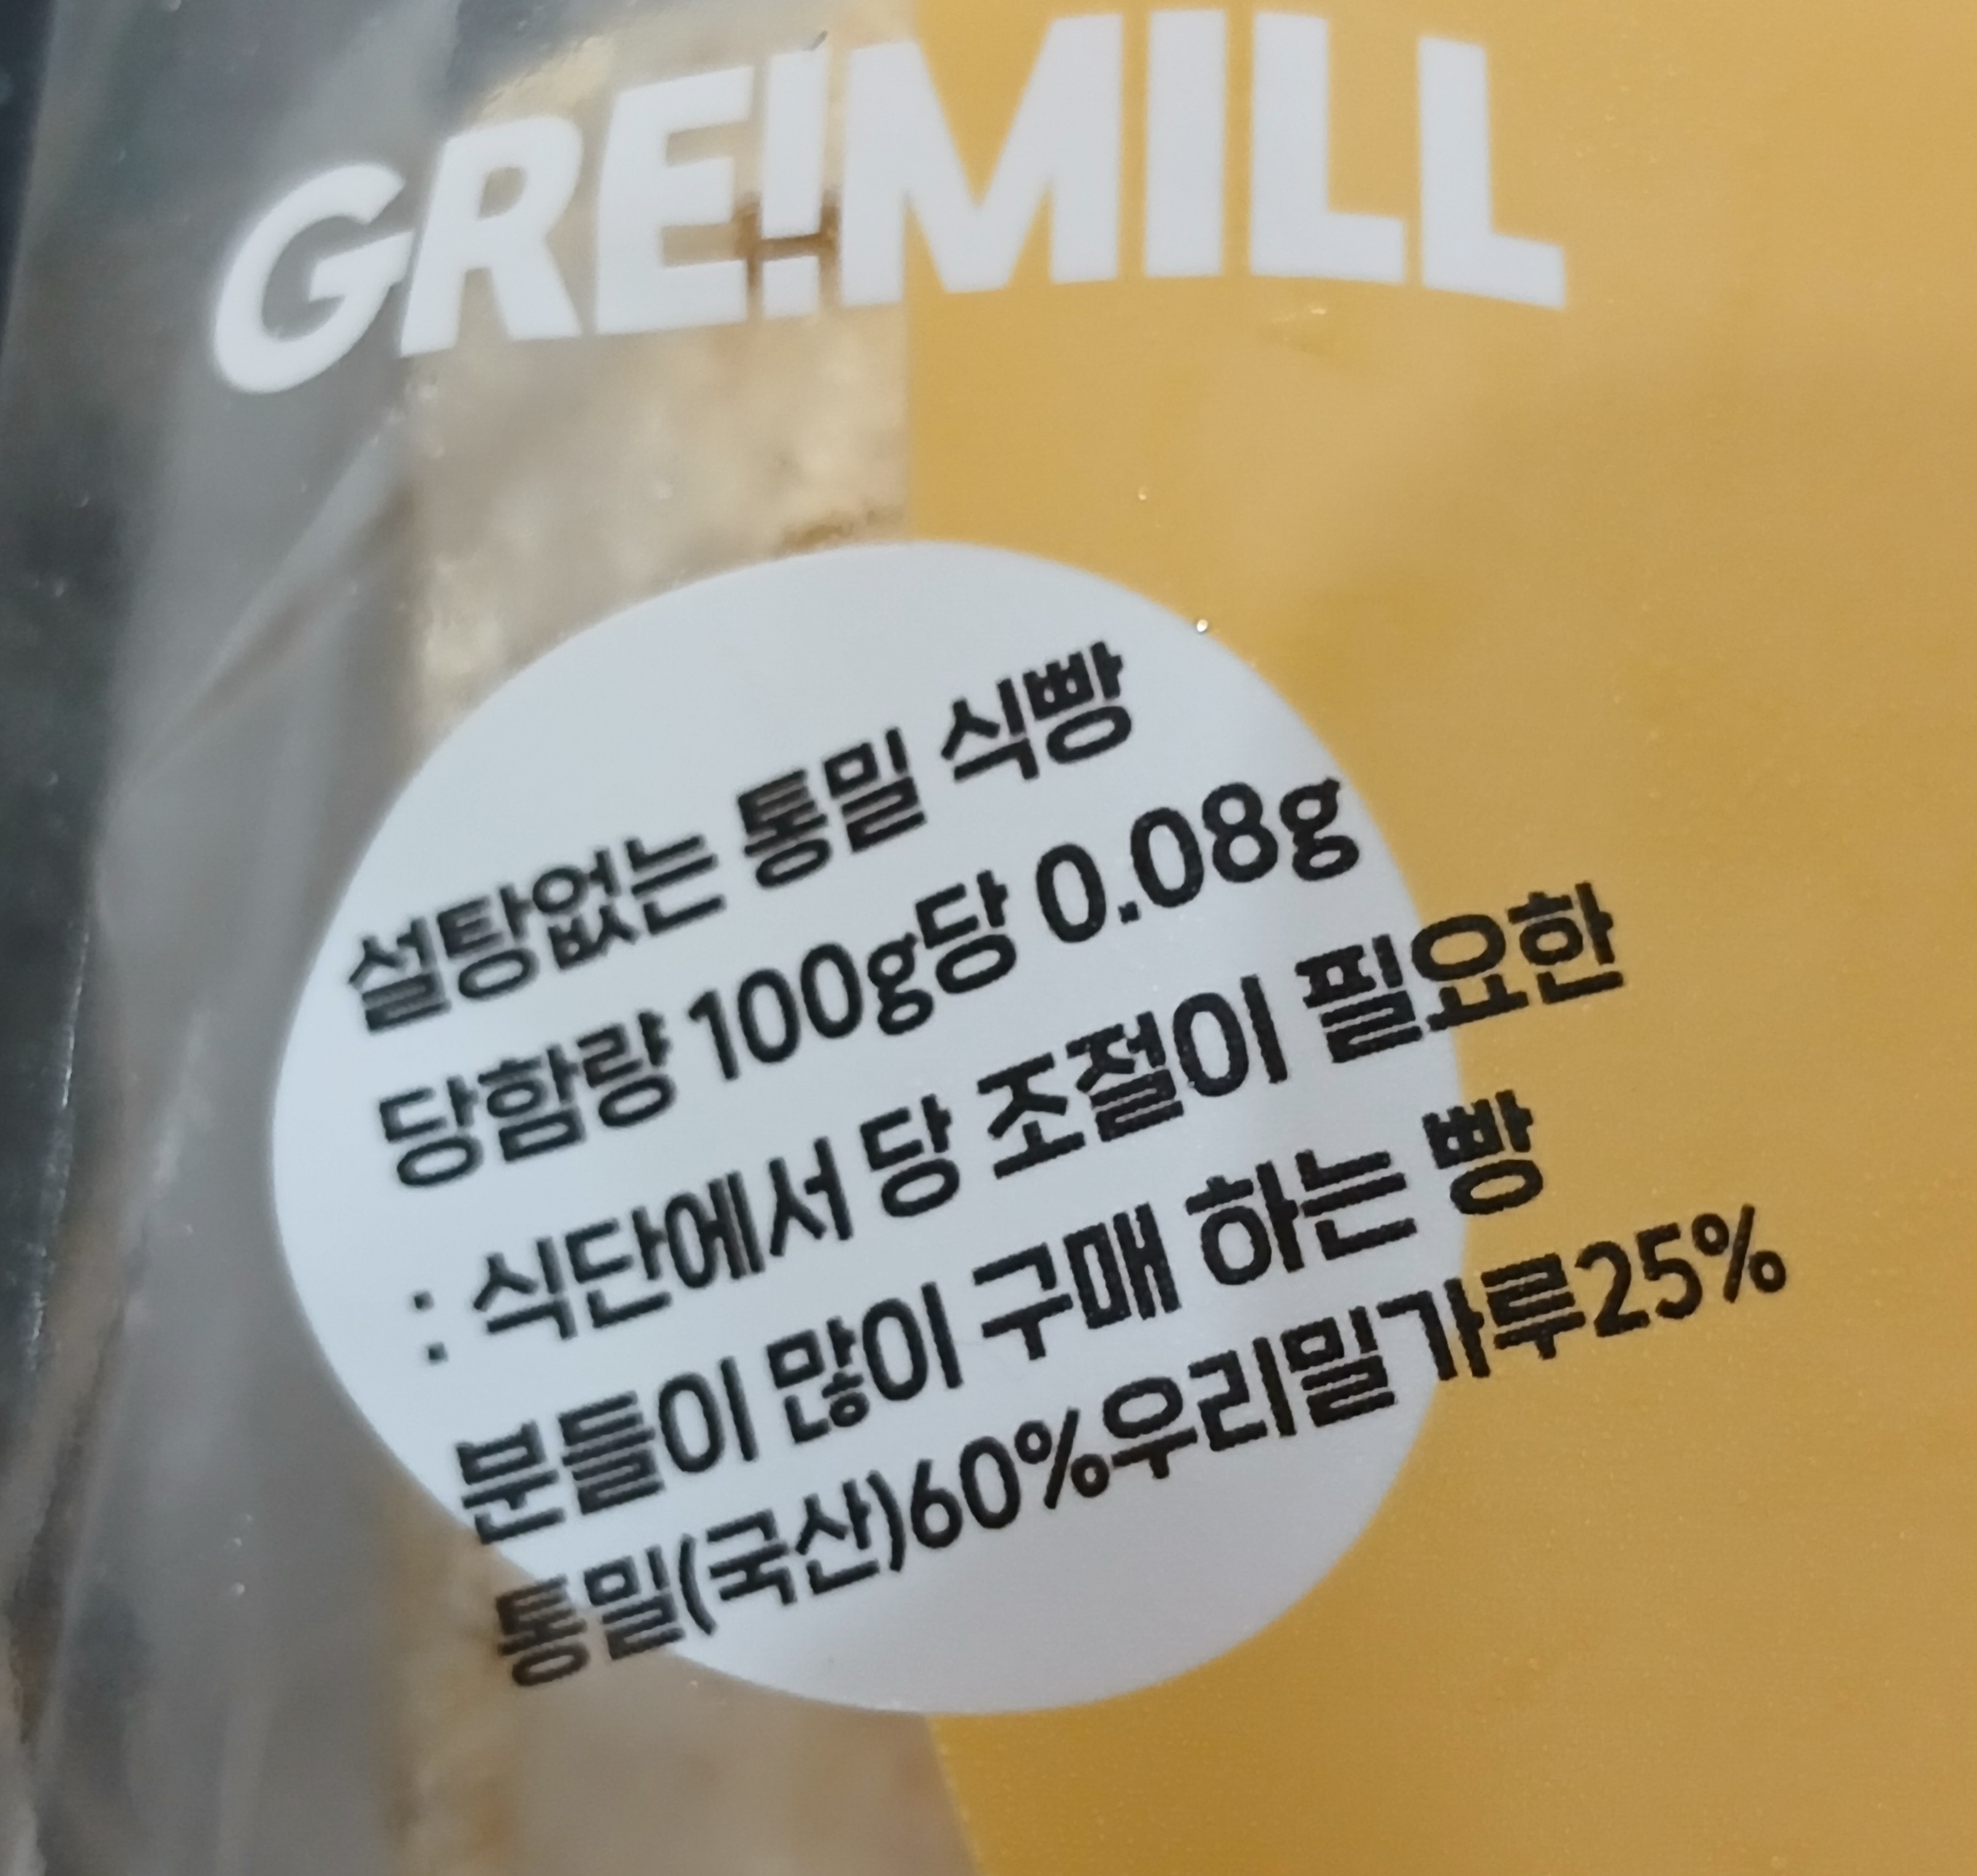 GRE!MILL
설탕없는 통밀 식빵
당함량 100g당 0.08g
: 식단에서 당 조절이 필요한
분들이 많이 구매 하는 빵
통밀(국산)60%우리밀가루25%